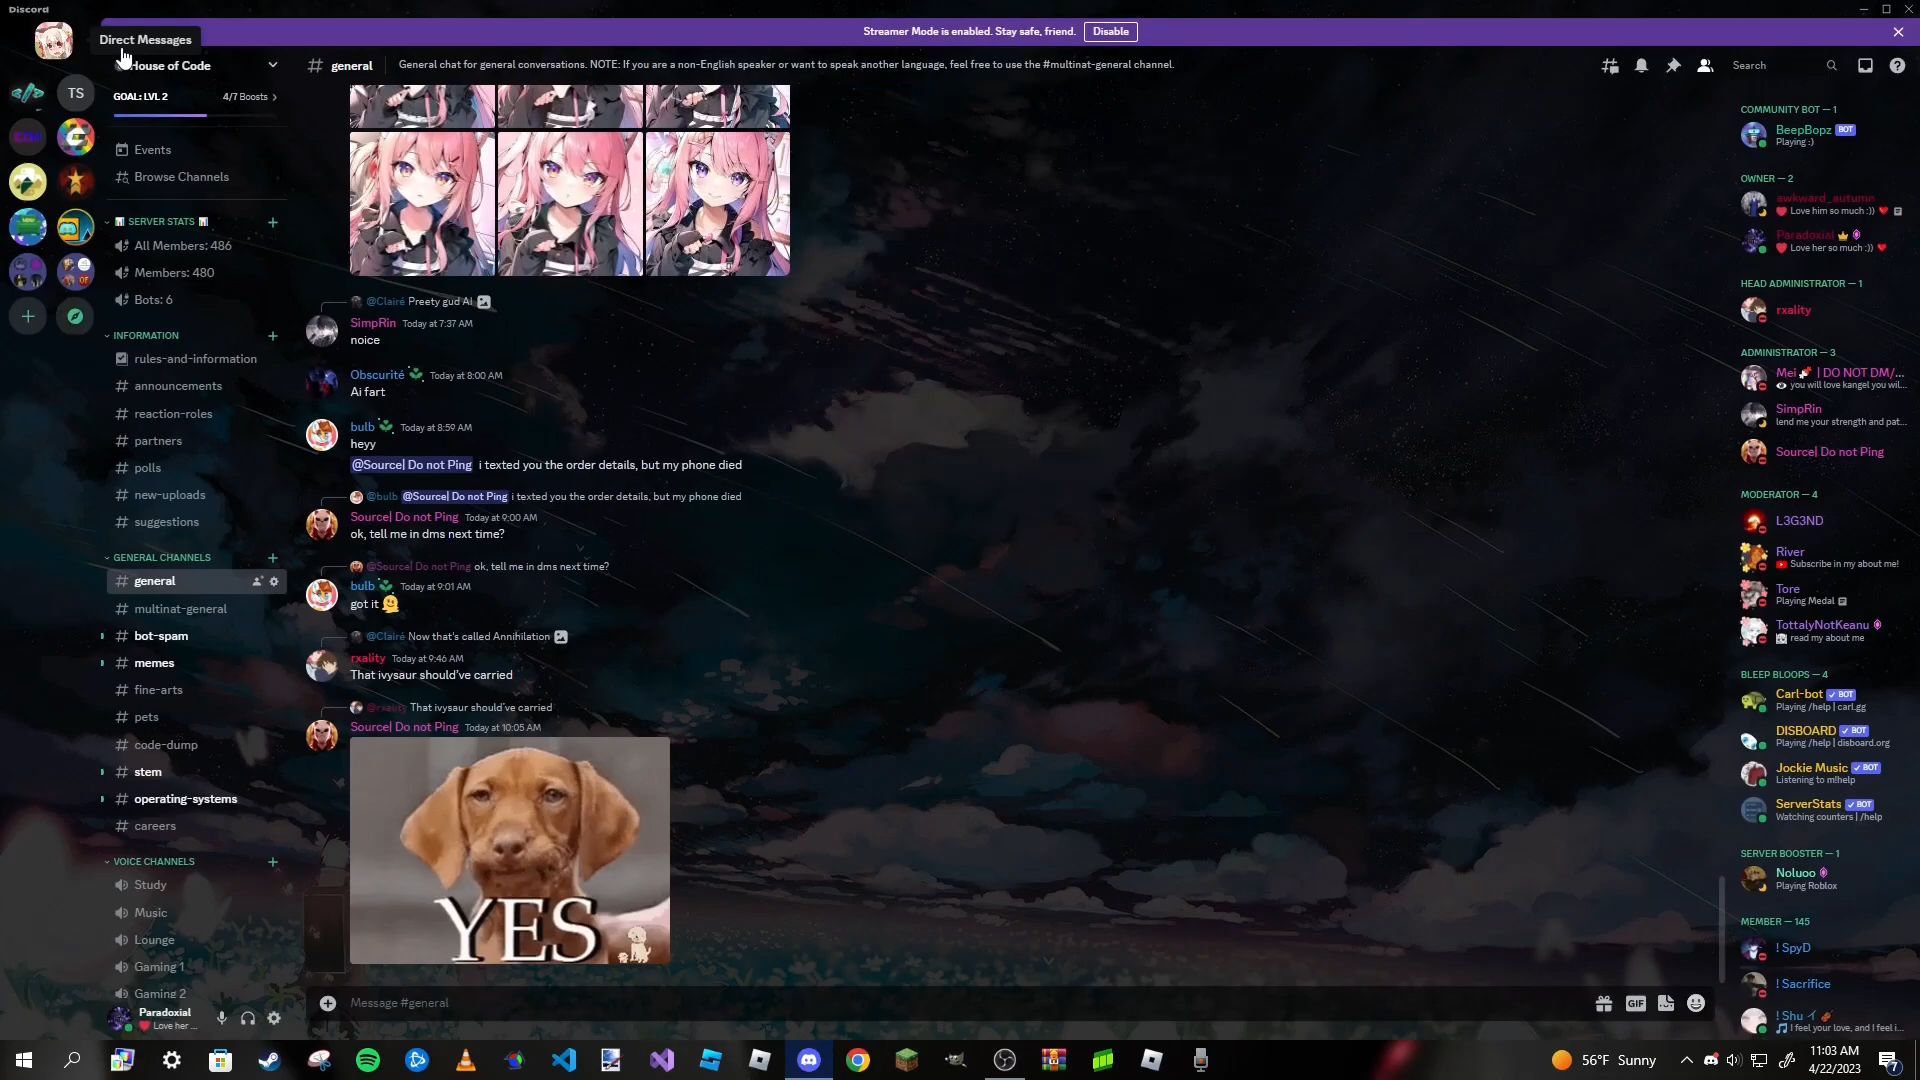 Discord
Direct Messages
Streamer Mode is enabled. Stay safe, friend.
Disable
House of Code
general
General chat for general conversations. NOTE: If you are a non-English speaker or want to speak another language, feel free to use the #multinat-general channel.
Search
TS
GOAL: LVL 2
4/7 Boosts
Events
Browse Channels
SERVER STATS
All Members: 486
Members: 480
Bots: 6
INFORMATION
rules-and-information
announcements
reaction-roles
partners
polls
new-uploads
suggestions
GENERAL CHANNELS
general
multinat-general
bot-spam
memes
fine-arts
pets
code-dump
stem
operating-systems
careers
VOICE CHANNELS
Study
Music
Lounge
Gaming 1
Gaming 2
Paradoxial
Love her ...
@Clairé Preety gud AI
SimpRin Today at 7:37 AM
noice
Obscurité Today at 8:00 AM
Ai fart
bulb Today at 8:59 AM
heyy
@Source| Do not Ping i texted you the order details, but my phone died
@bulb @Source| Do not Ping i texted you the order details, but my phone died
Source| Do not Ping Today at 9:00 AM
ok, tell me in dms next time?
@Source| Do not Ping ok, tell me in dms next time?
bulb Today at 9:01 AM
got it
@Clairé Now that's called Annihilation
rxality Today at 9:46 AM
That ivysaur should've carried
@rxality That ivysaur should've carried
Source| Do not Ping Today at 10:05 AM
YES
Message #general
GIF
COMMUNITY BOT — 1
BeepBopz BOT
Playing :)
OWNER — 2
awkward_autumn
Love him so much :))
Paradoxial
Love her so much :))
HEAD ADMINISTRATOR — 1
rxality
ADMINISTRATOR — 3
Mei | DO NOT DM/...
you will love kangel you wil...
SimpRin
lend me your strength and pat...
Source| Do not Ping
MODERATOR — 4
L3G3ND
River
Subscribe in my about me!
Tore
Playing Medal
TottalyNotKeanu
read my about me
BLEEP BLOOPS — 4
Carl-bot BOT
Playing /help | carl.gg
DISBOARD BOT
Playing /help | disboard.org
Jockie Music BOT
Listening to m!help
ServerStats BOT
Watching counters | /help
SERVER BOOSTER — 1
Noluoo
Playing Roblox
MEMBER — 145
! SpyD
! Sacrifice
! Shu イ
I feel your love, and I feel i...
56°F Sunny
11:03 AM
4/22/2023
7